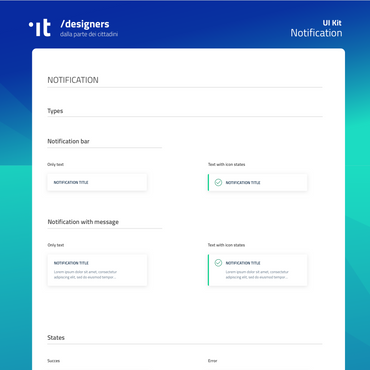 ·ıt
/designers
dalla parte dei cittadini
UI Kit
Notification
NOTIFICATION
Types
Notification bar
Only text
Text with icon states
NOTIFICATION TITLE
NOTIFICATION TITLE
Notification with message
Only text
Text with icon states
NOTIFICATION TITLE
Lorem ipsum dolor sit amet, consectetur
adipiscing elit, sed do eiusmod tempor...
NOTIFICATION TITLE
Lorem ipsum dolor sit amet, consectetur
adipiscing elit, sed do eiusmod tempor...
States
Succes
Error